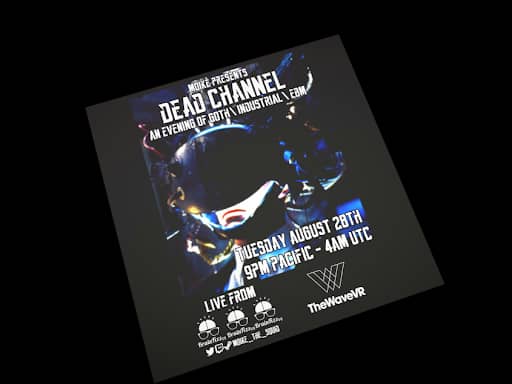 MOIKE PRESENTS
DEAD CHANNEL
AN EVENING OF GOTH\INDUSTRIAL\EBM
TUESDAY AUGUST 28TH
9PM PACIFIC - 4AM UTC
LIVE FROM
TheWaveVR
MOIKE_THE_SQUID